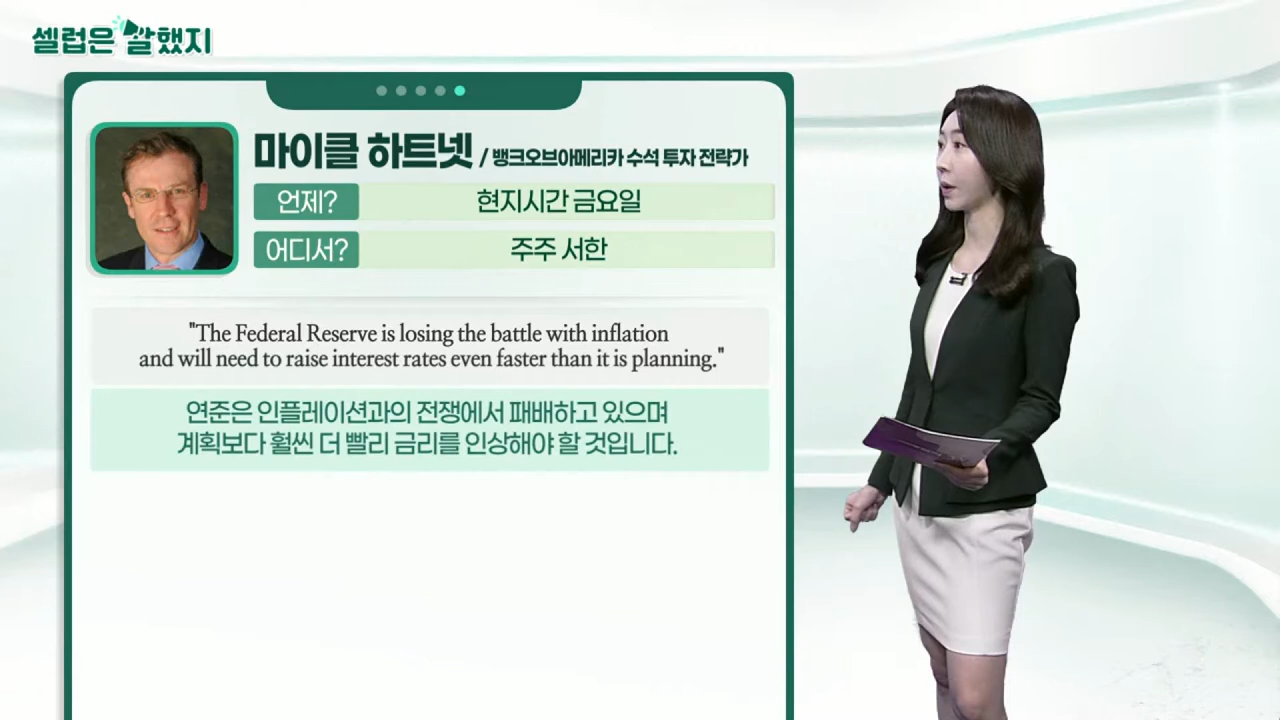 셀럽은 말했지
마이클 하트넷 / 뱅크오브아메리카 수석 투자 전략가
언제? 현지시간 금요일
어디서? 주주 서한
"The Federal Reserve is losing the battle with inflation
and will need to raise interest rates even faster than it is planning."
연준은 인플레이션과의 전쟁에서 패배하고 있으며
계획보다 훨씬 더 빨리 금리를 인상해야 할 것입니다.